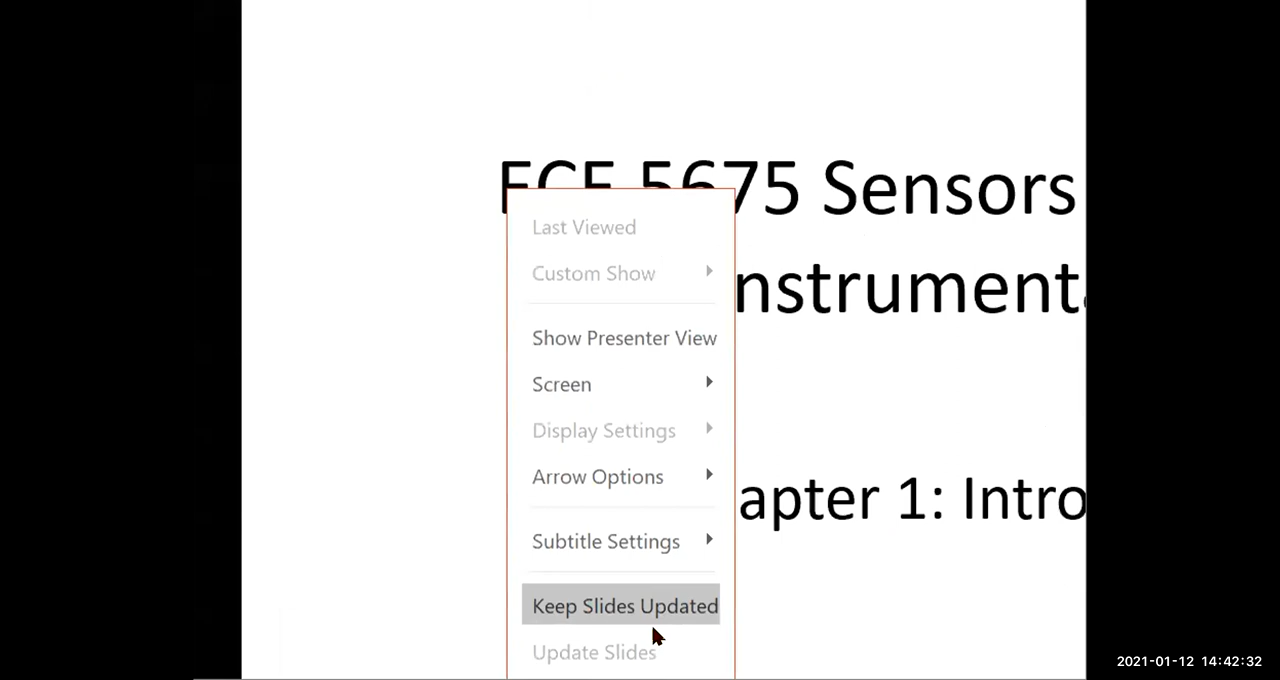 ECE 5675 Sensors
nstrumenta
apter 1: Intro
Last Viewed
Custom Show
Show Presenter View
Screen
Display Settings
Arrow Options
Subtitle Settings
Keep Slides Updated
Update Slides
2021-01-12 14:42:32